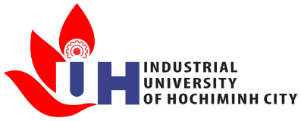 IUH
INDUSTRIAL
UNIVERSITY
OF HOCHIMINH CITY